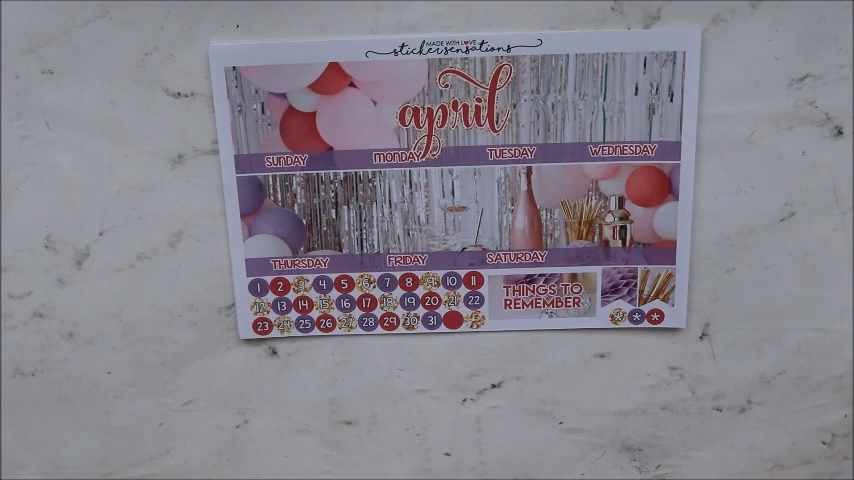 MADE WITH LOVE
stickersensations
april
SUNDAY MONDAY TUESDAY WEDNESDAY
THURSDAY FRIDAY SATURDAY
1 2 3 4 5 6 7 8 9 10 11
12 13 14 15 16 17 18 19 20 21 22
23 24 25 26 27 28 29 30 31
THINGS TO
REMEMBER
* * *